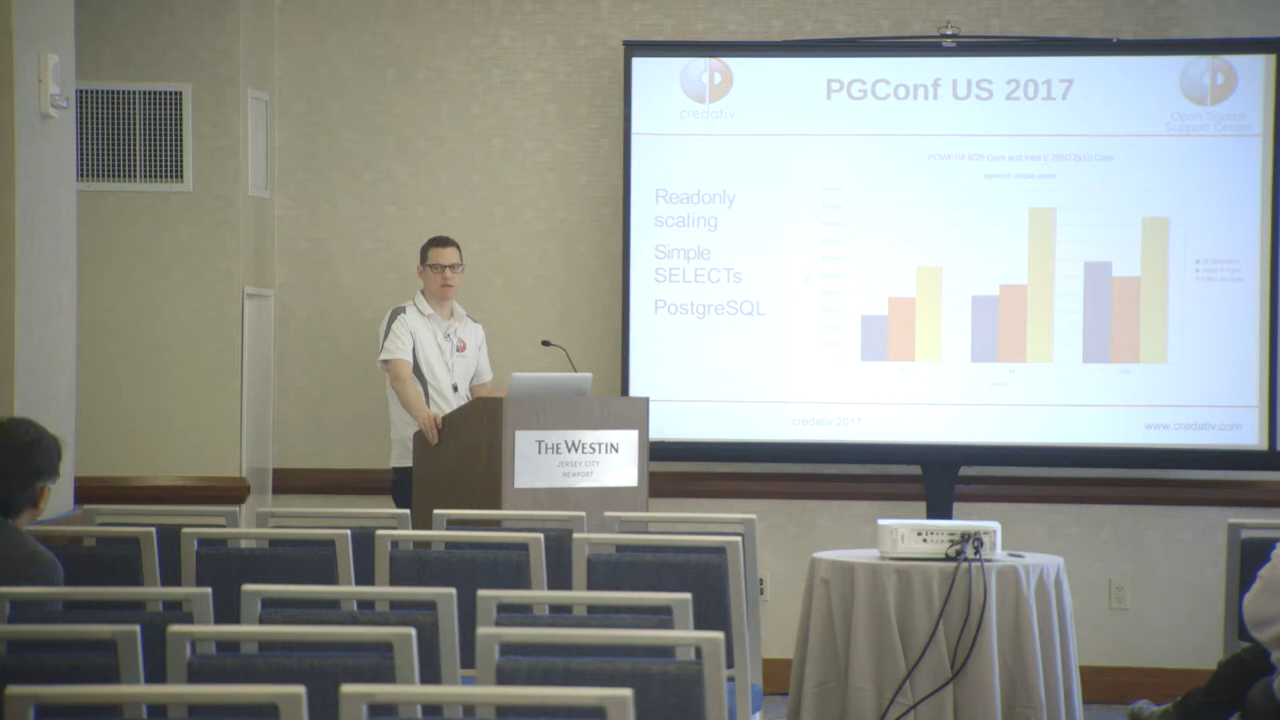 credativ
PGConf US 2017
Open Source
Support Center
Readonly
scaling
Simple
SELECTs
PostgreSQL
credativ 2017
www.credativ.com
THE WESTIN
JERSEY CITY
NEWPORT